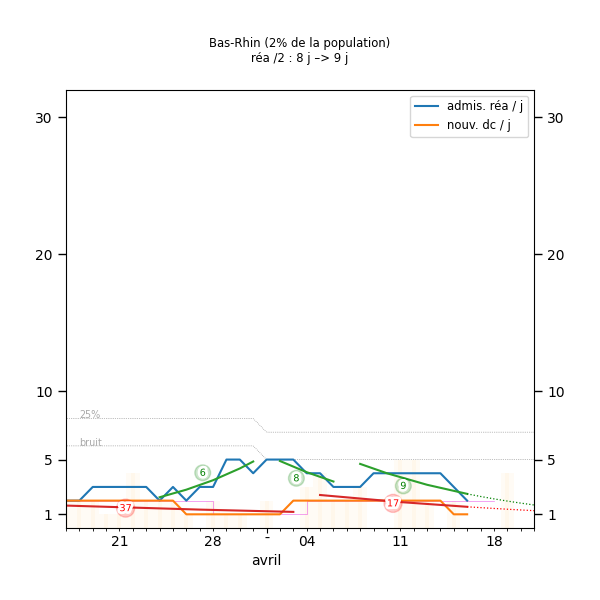 Bas-Rhin (2% de la population)
réa /2 : 8 j –> 9 j
admis. réa / j
nouv. dc / j
30 30
20 20
10 10
25%
bruit
5 5
6
8
9
37
17
1 1
21 28 - 04 11 18
avril